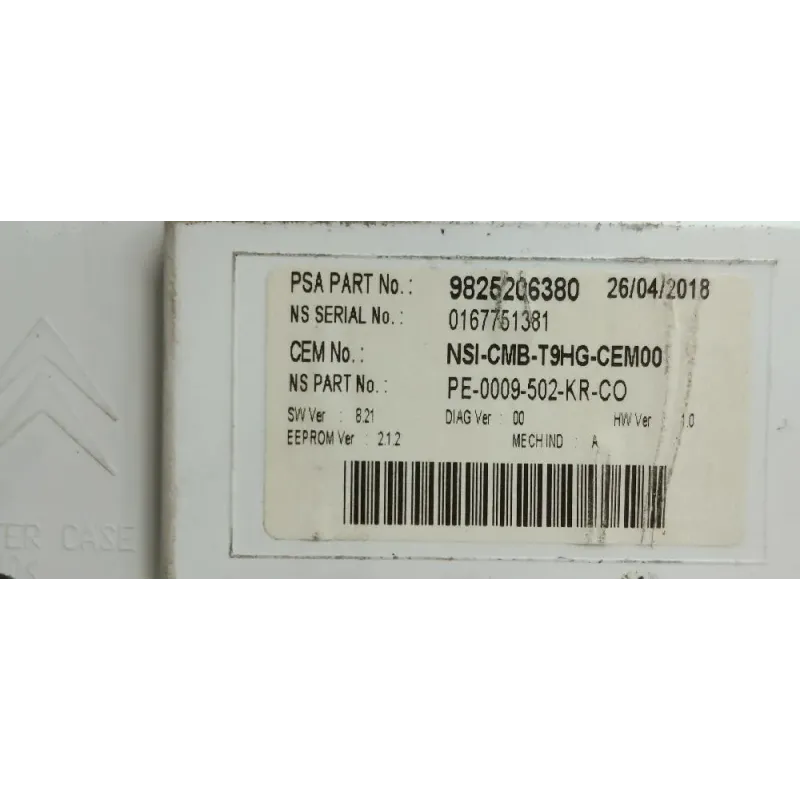 PSA PART No. : 9825206380 26/04/2018
NS SERIAL No. : 0167751381
CEM No. : NSI-CMB-T9HG-CEM00
NS PART No. : PE-0009-502-KR-CO
SW Ver : 8.21 DIAG Ver : 00 HW Ver : 1.0
EEPROM Ver : 2.1.2 MECH IND : A
CASE